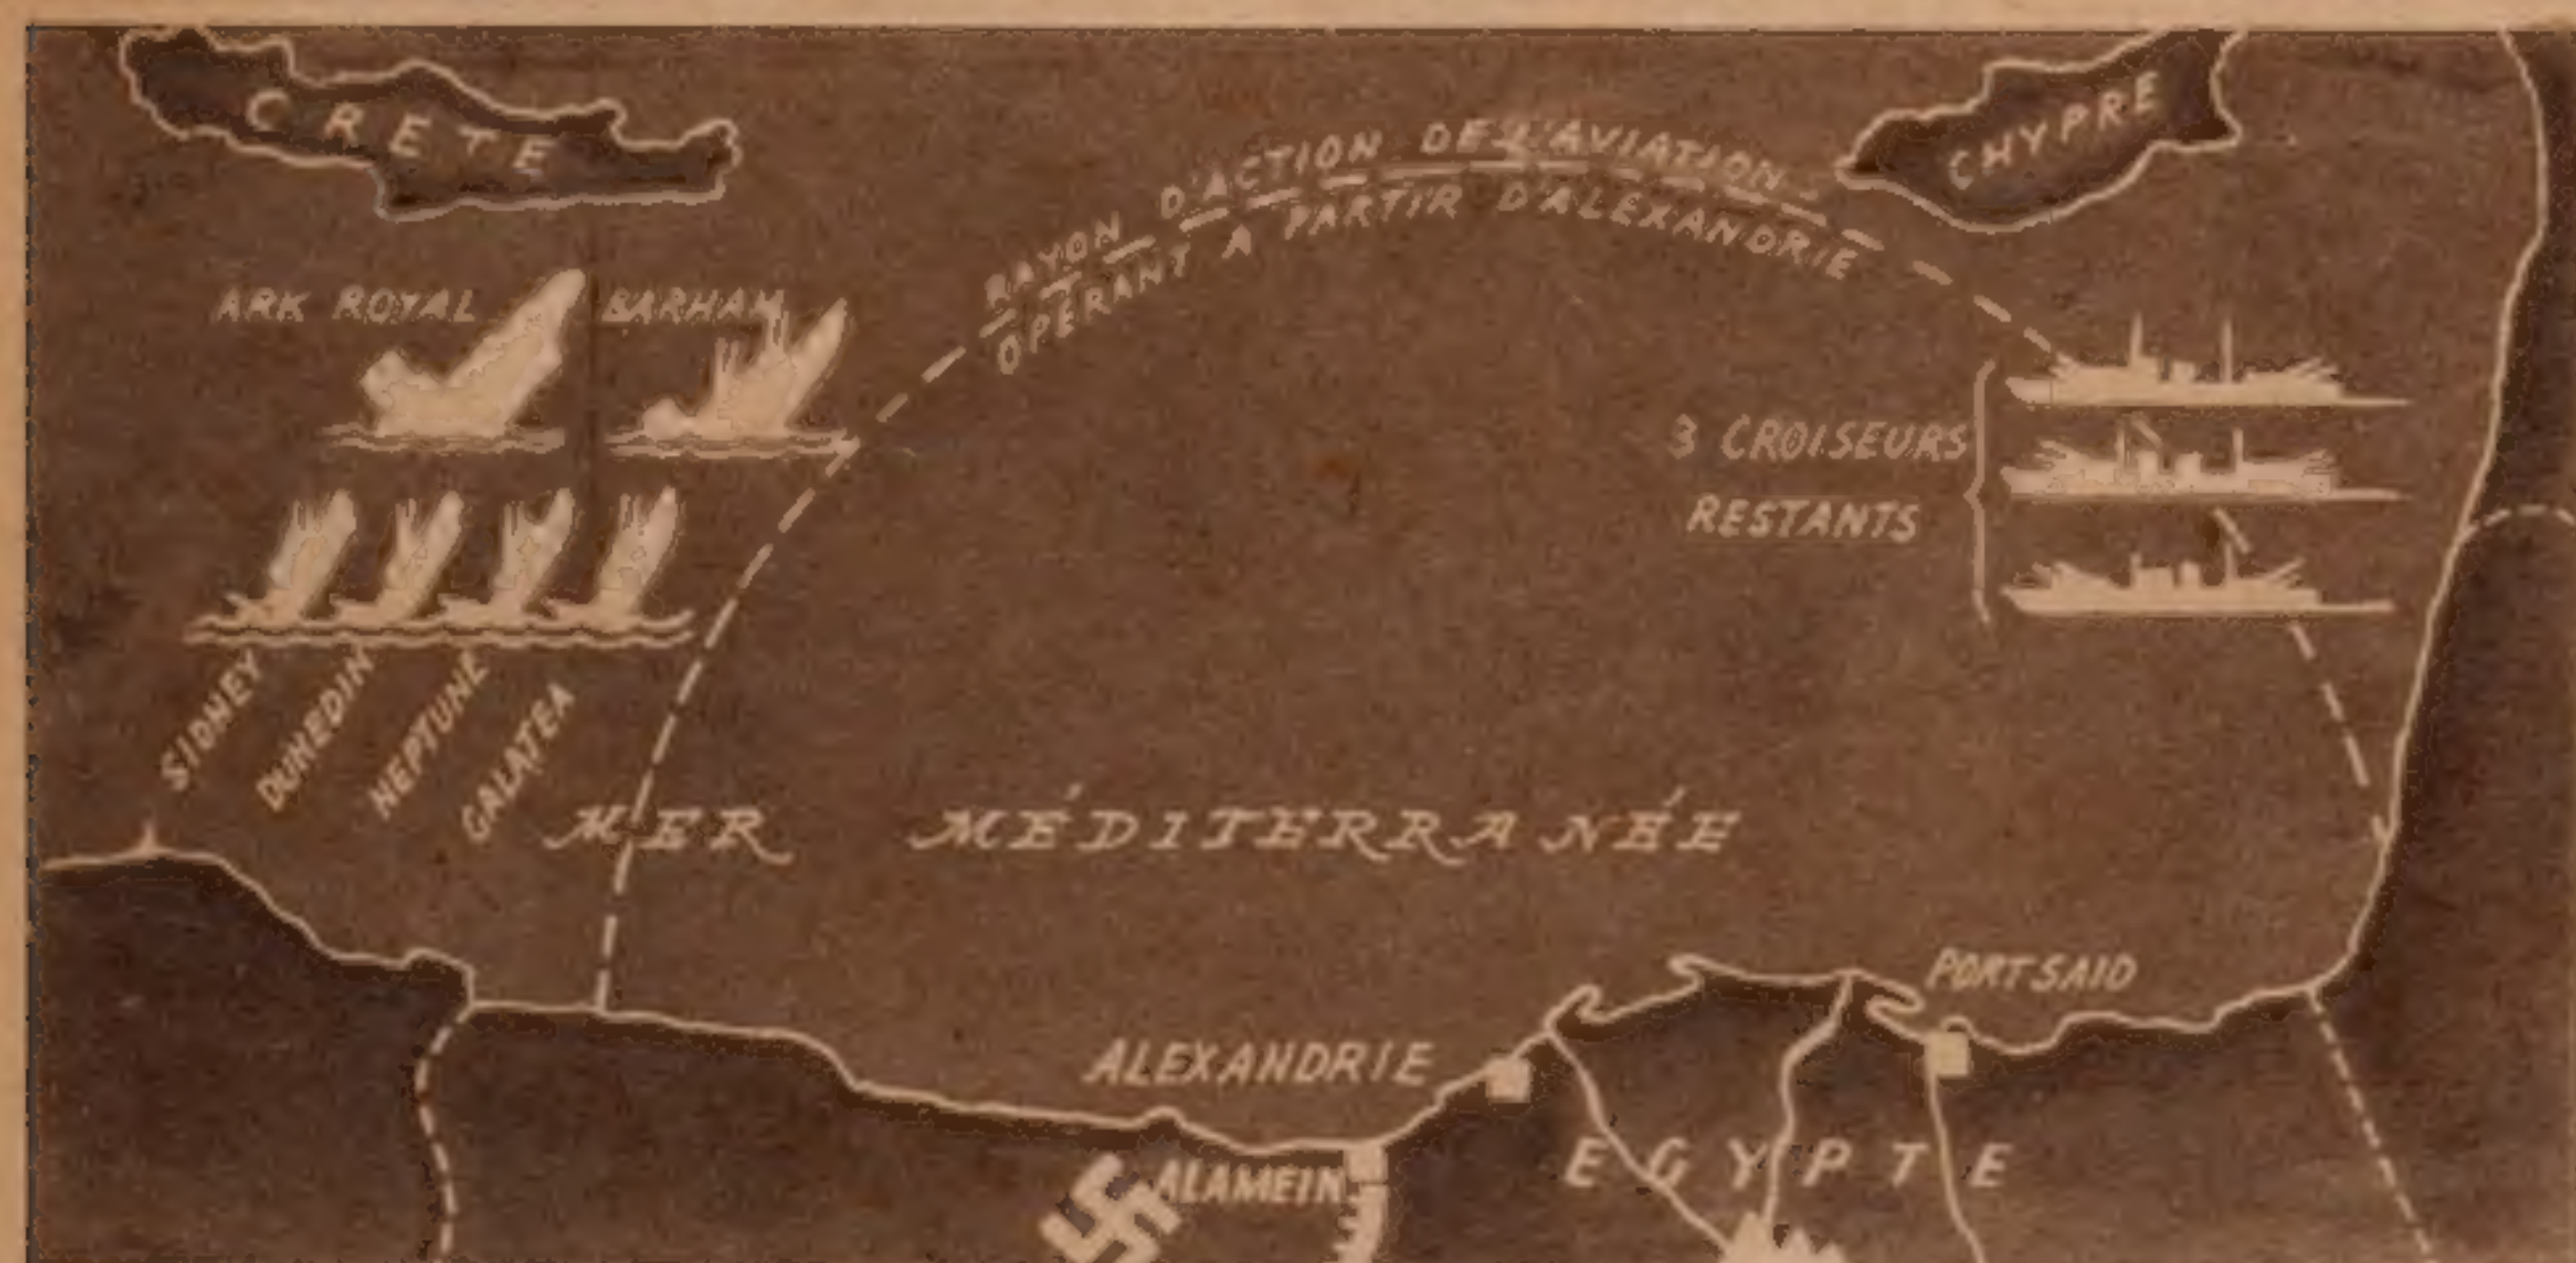 CRETE
CHYPRE
RAYON D'ACTION DE L'AVIATION
OPÉRANT A PARTIR D'ALEXANDRIE
ARK ROYAL
BARHAM
3 CROISEURS
RESTANTS
SIDNEY
DUNEDIN
NEPTUNE
GALATEA
MER MÉDITERRANÉE
PORT SAID
ALEXANDRIE
ALAMEIN
EGYPTE